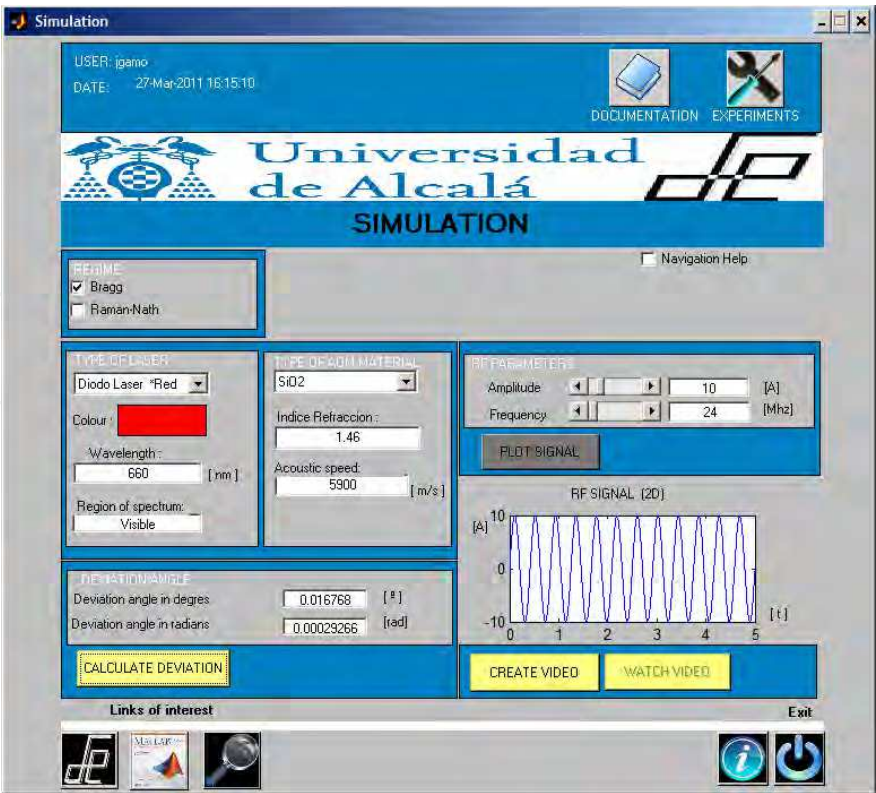 Simulation
USER: jgamo
DATE: 27-Mar-2011 16:15:10
DOCUMENTATION EXPERIMENTS
Universidad
de Alcalá
SIMULATION
Navigation Help
REGIME
Bragg
Raman-Nath
TYPE OF LASER
Diodo Laser *Red
Colour :
Wavelength :
660 [ nm ]
Region of spectrum:
Visible
TYPE OF AOM MATERIAL
SiO2
Indice Refraccion :
1.46
Acoustic speed:
5900 [ m/s ]
RF PARAMETERS
Amplitude 10 [A]
Frequency 24 [Mhz]
PLOT SIGNAL
RF SIGNAL (2D)
[A]
10
0
-10
0 1 2 3 4 5
[ t ]
DEVIATION ANGLE
Deviation angle in degres 0.016768 [ º ]
Deviation angle in radians 0.00029266 [rad]
CALCULATE DEVIATION
CREATE VIDEO
WATCH VIDEO
Links of interest
Exit
MATLAB